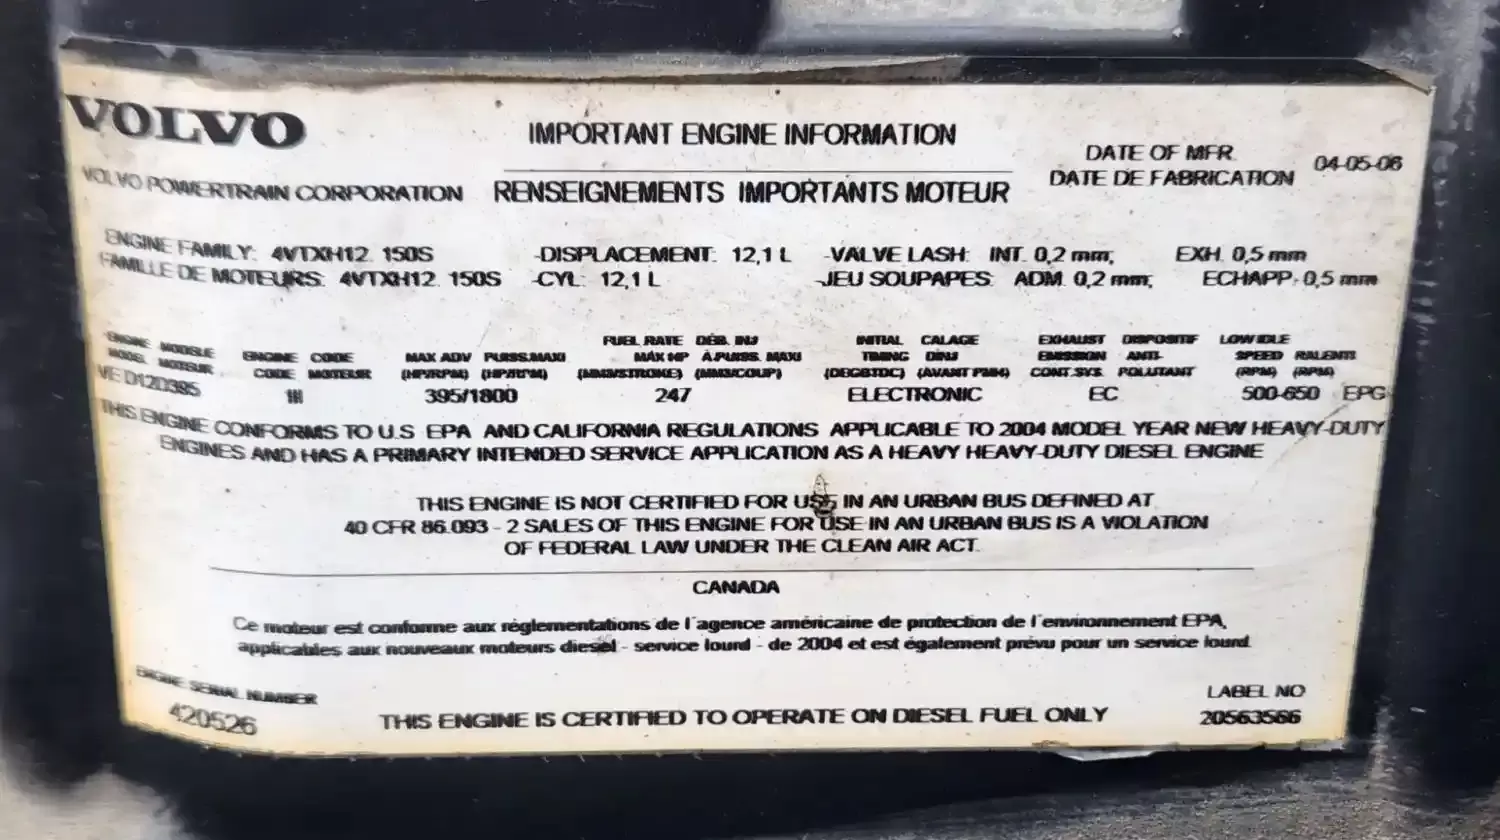 VOLVO
IMPORTANT ENGINE INFORMATION
DATE OF MFR. 04-05-06
DATE DE FABRICATION
VOLVO POWERTRAIN CORPORATION
RENSEIGNEMENTS IMPORTANTS MOTEUR
ENGINE FAMILY: 4VTXH12. 150S -DISPLACEMENT: 12,1 L -VALVE LASH: INT. 0,2 mm; EXH. 0,5 mm
FAMILLE DE MOTEURS: 4VTXH12. 150S -CYL: 12,1 L -JEU SOUPAPES: ADM. 0,2 mm; ECHAPP: 0,5 mm
FUEL RATE DÉB. INJ INITIAL CALAGE EXHAUST DISPOSITIF LOW IDLE
ENGINE MODELE ENGINE CODE MAX ADV PUISS.MAXI MAX HP À.PUISS. MAXI TIMING D'INJ EMISSION ANTI- SPEED RALENTI
MODEL MOTEUR CODE MOTEUR (HP/RPM) (HP/RPM) (MM3/STROKE) (MM3/COUP) (DEGBTDC) (AVANT PMH) CONT.SYS. POLLUTANT (RPM) (RPM)
VE D12D385 395/1800 247 ELECTRONIC EC 500-650 EPG
THIS ENGINE CONFORMS TO U.S EPA AND CALIFORNIA REGULATIONS APPLICABLE TO 2004 MODEL YEAR NEW HEAVY-DUTY
ENGINES AND HAS A PRIMARY INTENDED SERVICE APPLICATION AS A HEAVY HEAVY-DUTY DIESEL ENGINE
THIS ENGINE IS NOT CERTIFIED FOR USE IN AN URBAN BUS DEFINED AT
40 CFR 86.093 - 2 SALES OF THIS ENGINE FOR USE IN AN URBAN BUS IS A VIOLATION
OF FEDERAL LAW UNDER THE CLEAN AIR ACT.
CANADA
Ce moteur est conforme aux réglementations de l'agence américaine de protection de l'environnement EPA,
applicables aux nouveaux moteurs diesel - service lourd - de 2004 et est également prévu pour un service lourd.
ENGINE SERIAL NUMBER
420526
THIS ENGINE IS CERTIFIED TO OPERATE ON DIESEL FUEL ONLY
LABEL NO
20563566